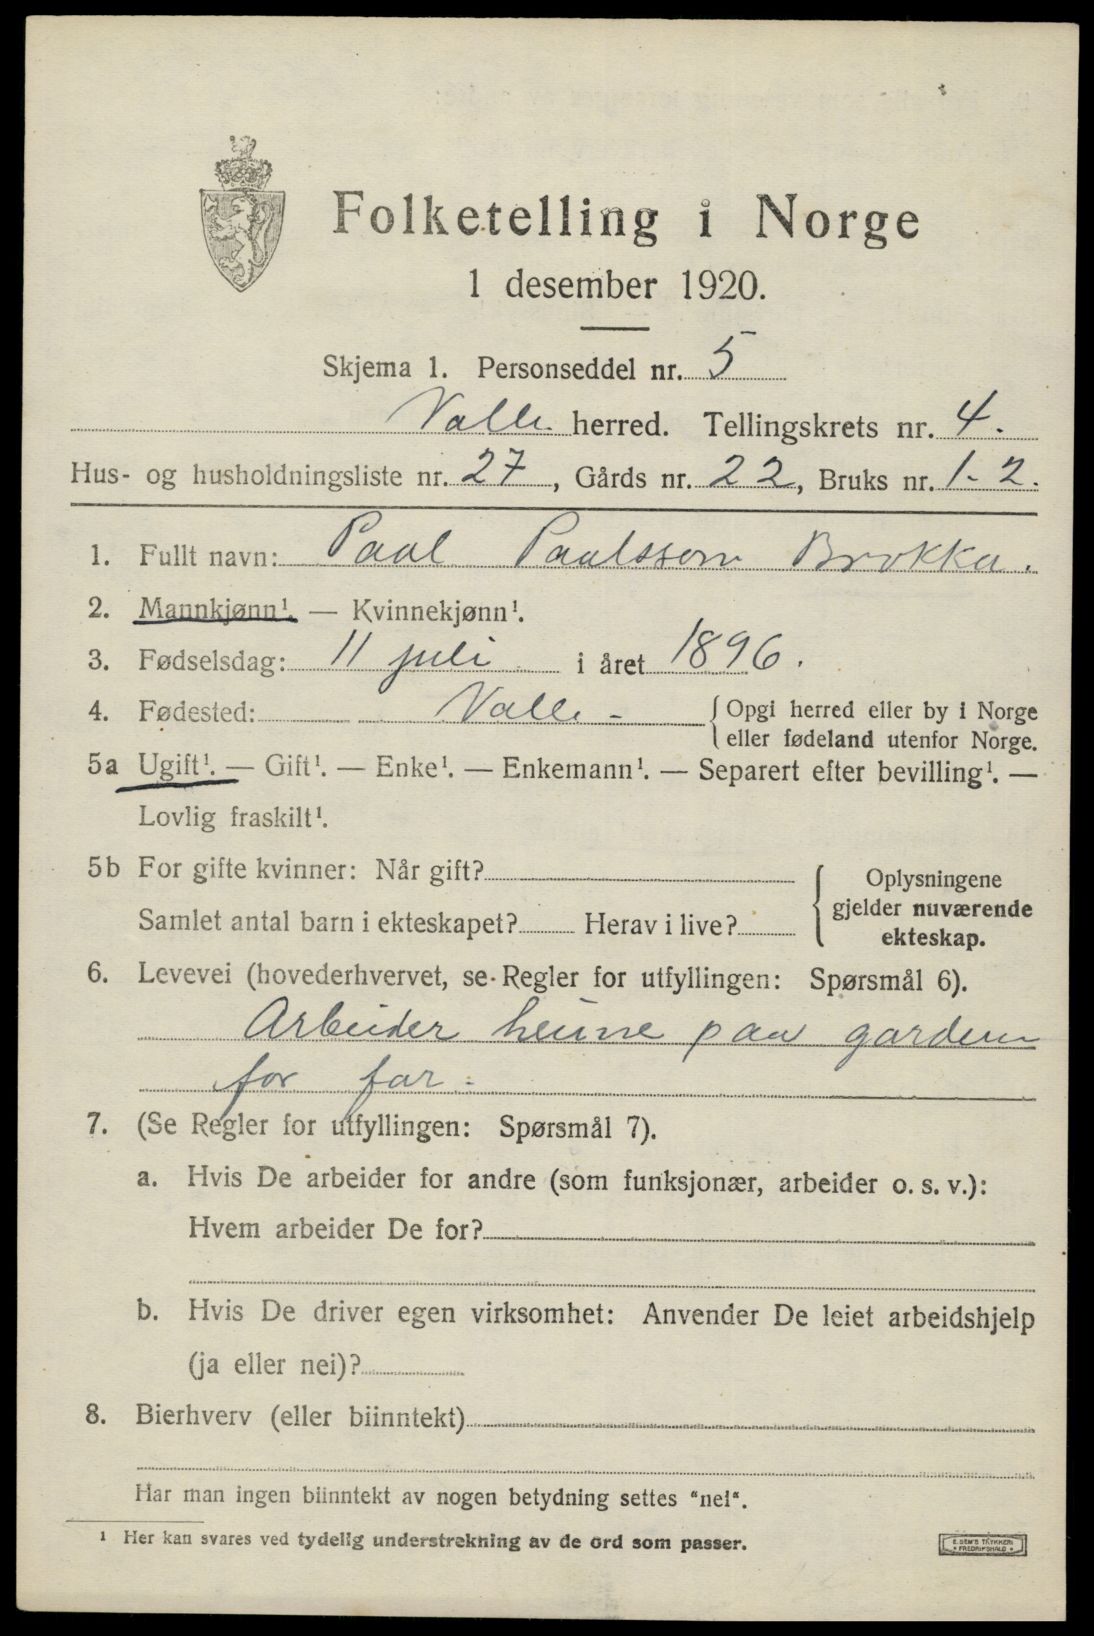 Folketelling i Norge
1 desember 1920.
Skjema 1. Personseddel nr. 5
Valle herred. Tellingskrets nr. 4.
Hus- og husholdningsliste nr. 27, Gårds nr. 22, Bruks nr. 1-2.
1. Fullt navn: Paal Paalsson Brokka.
2. Mannkjønn¹. — Kvinnekjønn¹.
3. Fødselsdag: 11 juli i året 1896.
4. Fødested: Valle - { Opgi herred eller by i Norge
eller fødeland utenfor Norge.
5a Ugift¹. — Gift¹. — Enke¹. — Enkemann¹. — Separert efter bevilling¹. —
Lovlig fraskilt¹.
5b For gifte kvinner: Når gift?
Samlet antal barn i ekteskapet? Herav i live?
{ Oplysningene
gjelder nuværende
ekteskap.
6. Levevei (hovederhvervet, se Regler for utfyllingen: Spørsmål 6).
Arbeider heime paa garden
for far.
7. (Se Regler for utfyllingen: Spørsmål 7).
a. Hvis De arbeider for andre (som funksjonær, arbeider o. s. v.):
Hvem arbeider De for?
b. Hvis De driver egen virksomhet: Anvender De leiet arbeidshjelp
(ja eller nei)?
8. Bierhverv (eller biinntekt)
Har man ingen biinntekt av nogen betydning settes "nei".
¹ Her kan svares ved tydelig understrekning av de ord som passer.
E. SEM'S TRYKKERI
• FREDRIKSHALD •